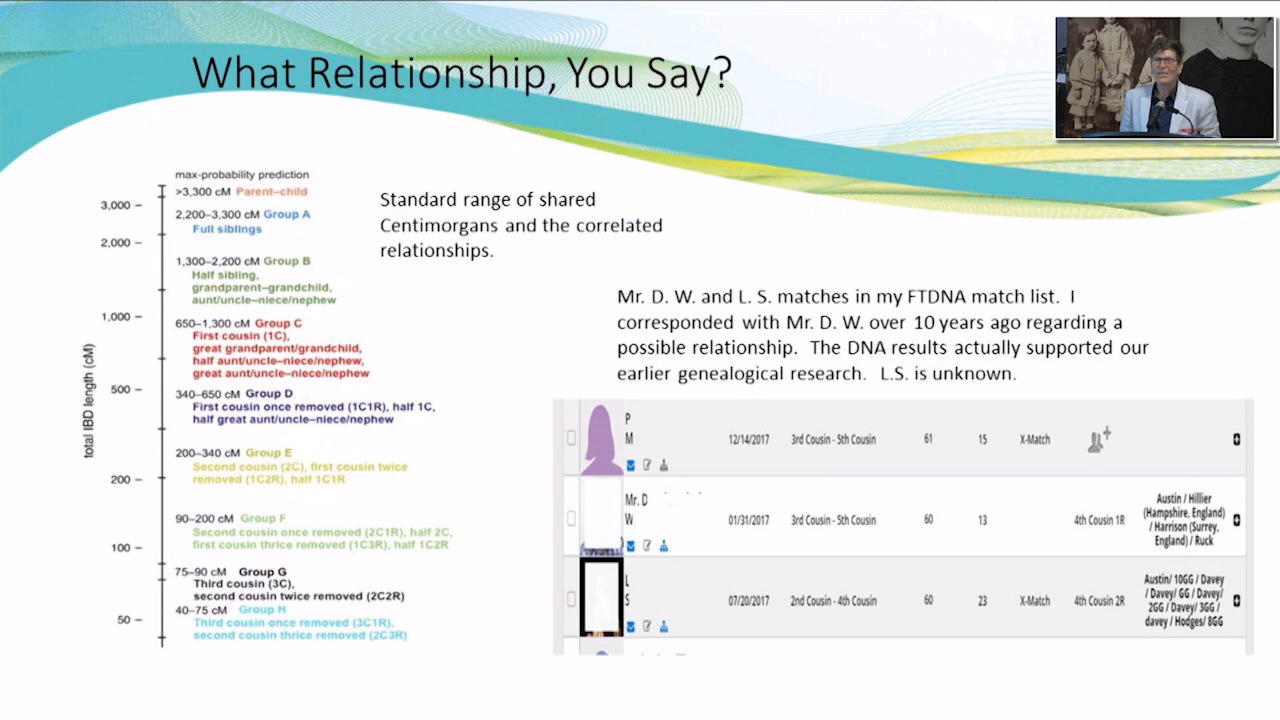 What Relationship, You Say?
max-probability prediction
>3,300 cM Parent–child
2,200–3,300 cM Group A
Full siblings
1,300–2,200 cM Group B
Half sibling,
grandparent–grandchild,
aunt/uncle–niece/nephew
650–1,300 cM Group C
First cousin (1C),
great grandparent/grandchild,
half aunt/uncle–niece/nephew,
great aunt/uncle–niece/nephew
340–650 cM Group D
First cousin once removed (1C1R), half 1C,
half great aunt/uncle–niece/nephew
200–340 cM Group E
Second cousin (2C), first cousin twice
removed (1C2R), half 1C1R
90–200 cM Group F
Second cousin once removed (2C1R), half 2C,
first cousin thrice removed (1C3R), half 1C2R
75–90 cM Group G
Third cousin (3C),
second cousin twice removed (2C2R)
40–75 cM Group H
Third cousin once removed (3C1R),
second cousin thrice removed (2C3R)
total IBD length (cM)
3,000
2,000
1,000
500
200
100
50
Standard range of shared
Centimorgans and the correlated
relationships.
Mr. D. W. and L. S. matches in my FTDNA match list. I
corresponded with Mr. D. W. over 10 years ago regarding a
possible relationship. The DNA results actually supported our
earlier genealogical research. L.S. is unknown.
P
M
12/14/2017 3rd Cousin - 5th Cousin 61 15 X-Match
Mr. D
W
01/31/2017 3rd Cousin - 5th Cousin 60 13 4th Cousin 1R
Austin / Hillier
(Hampshire, England)
/ Harrison (Surrey,
England) / Ruck
L
S
07/20/2017 2nd Cousin - 4th Cousin 60 23 X-Match 4th Cousin 2R
Austin/ 10GG / Davey
/ Davey/ GG / Davey/
2GG / Davey/ 3GG /
davey / Hodges/ 8GG